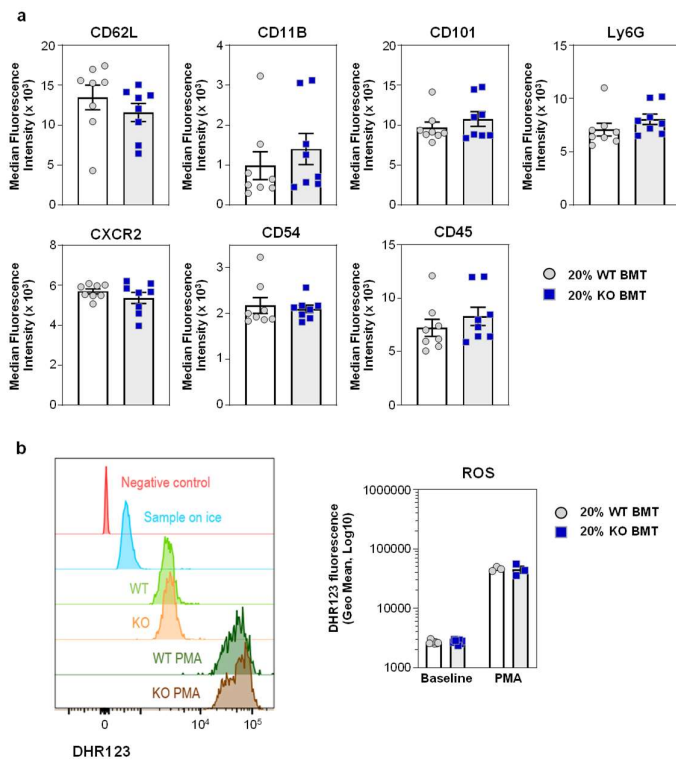 a
CD62L
Median Fluorescence
Intensity (x 10³)
20
15
10
5
0
CD11B
Median Fluorescence
Intensity (x 10³)
4
3
2
1
0
CD101
Median Fluorescence
Intensity (x 10³)
20
15
10
5
0
Ly6G
Median Fluorescence
Intensity (x 10³)
15
10
5
0
CXCR2
Median Fluorescence
Intensity (x 10³)
8
6
4
2
0
CD54
Median Fluorescence
Intensity (x 10³)
3
2
1
0
CD45
Median Fluorescence
Intensity (x 10³)
15
10
5
0
20% WT BMT
20% KO BMT
b
Negative control
Sample on ice
WT
KO
WT PMA
KO PMA
0
10⁴
10⁵
DHR123
ROS
DHR123 fluorescence
(Geo Mean, Log10)
1000000
100000
10000
1000
Baseline
PMA
20% WT BMT
20% KO BMT